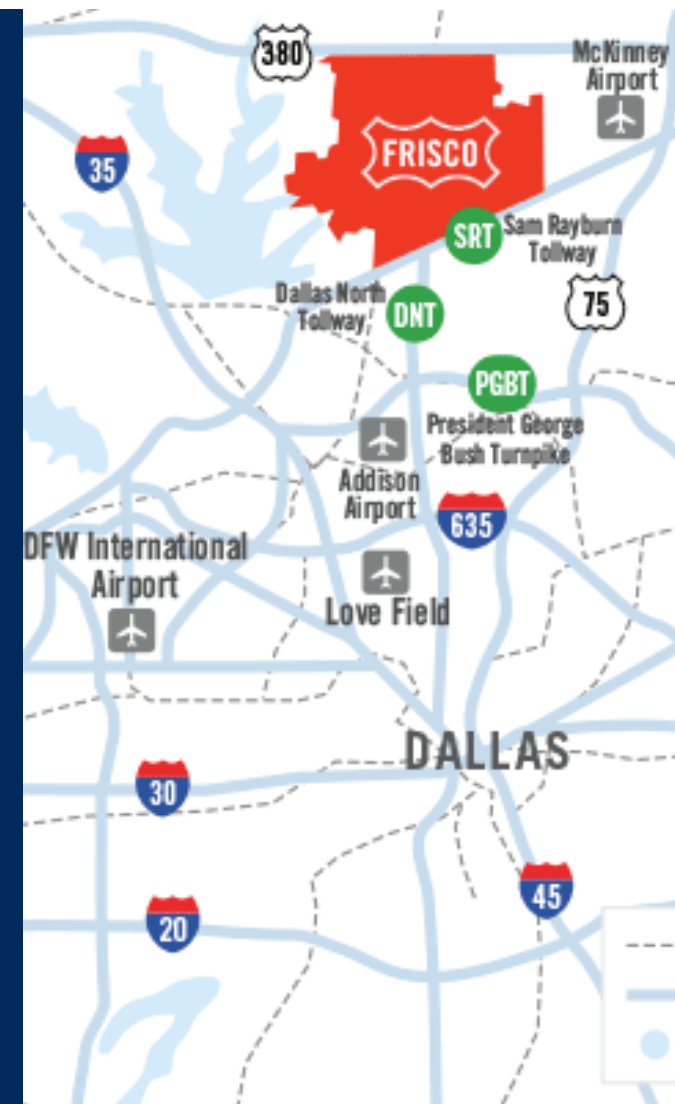 380
McKinney
Airport
35
FRISCO
SRT
Sam Rayburn
Tollway
Dallas North
Tollway
DNT
75
PGBT
President George
Bush Turnpike
Addison
Airport
635
DFW International
Airport
Love Field
DALLAS
30
45
20